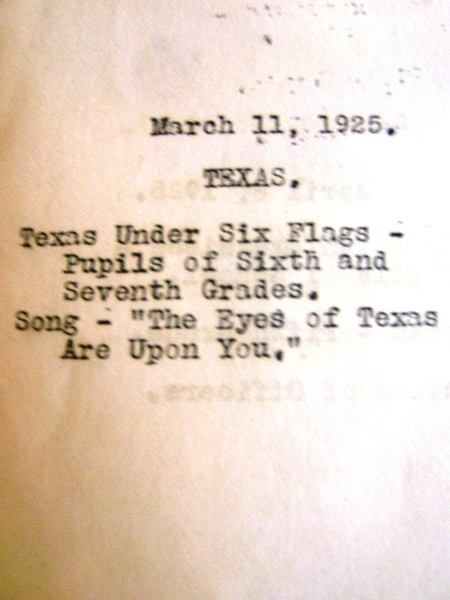 March 11, 1925.
TEXAS.
Texas Under Six Flags -
Pupils of Sixth and
Seventh Grades.
Song - "The Eyes of Texas
Are Upon You."